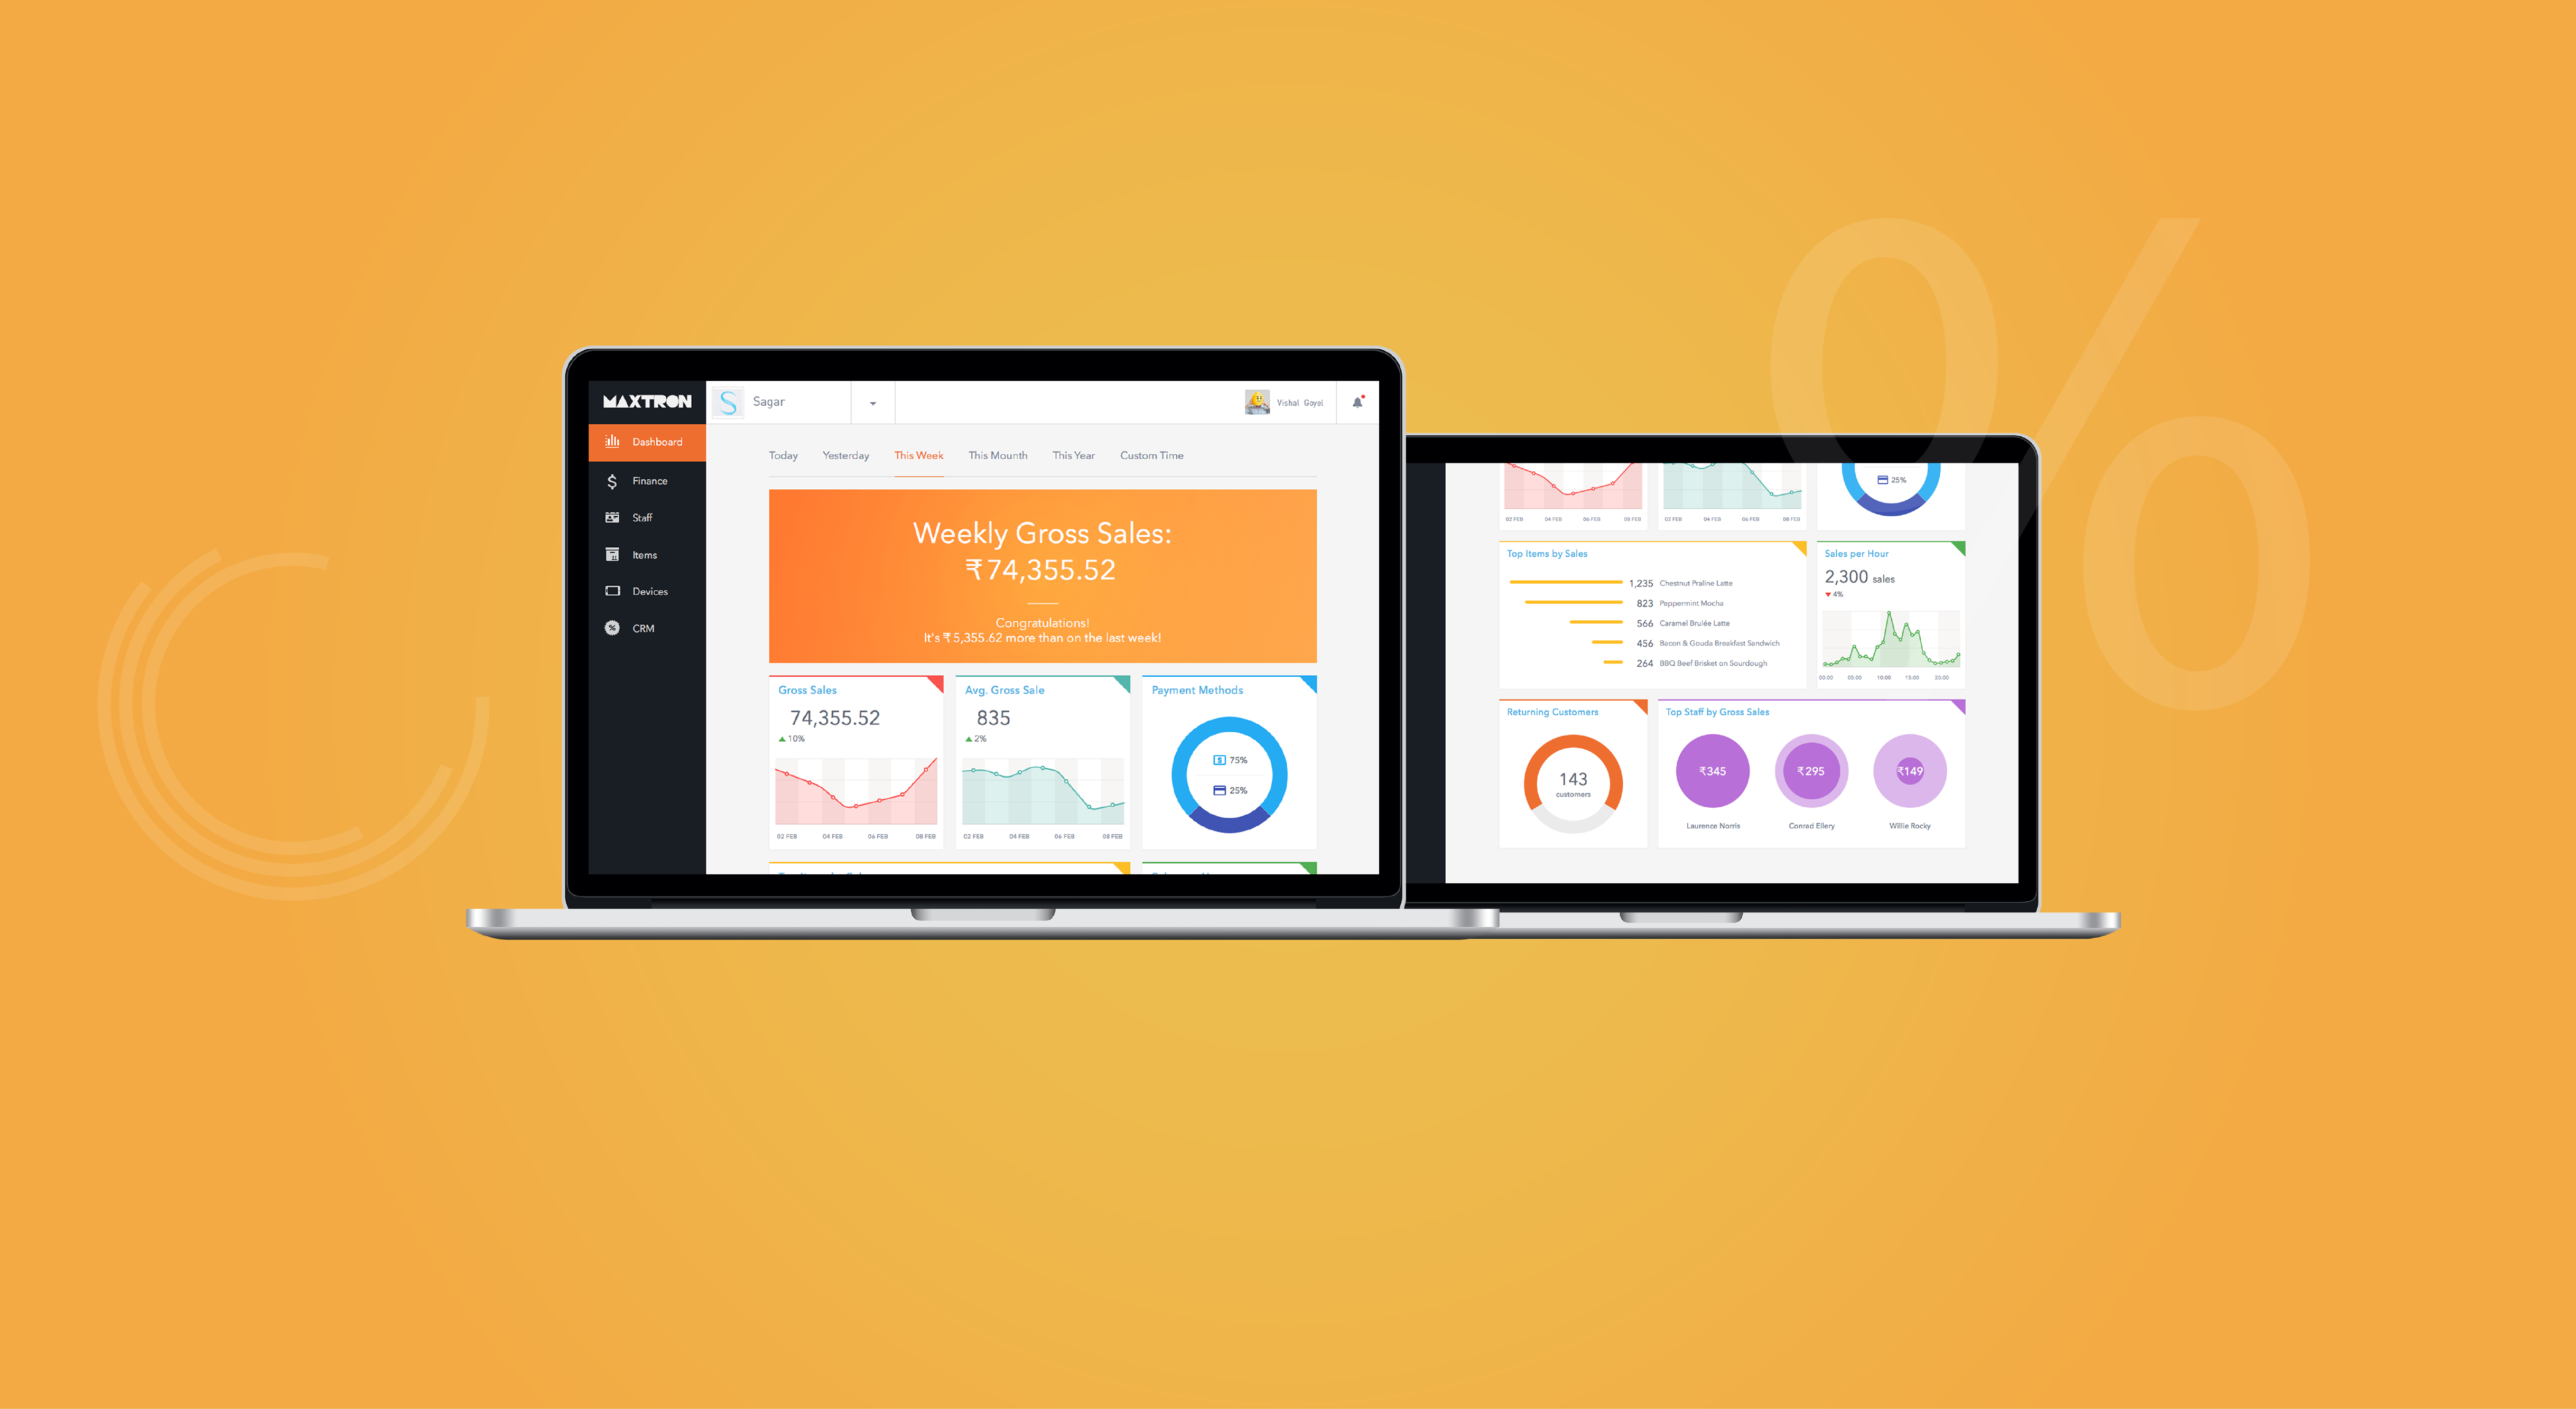 MAXTRON
Sagar
Vishal Goyel
Dashboard
Finance
Staff
Items
Devices
CRM
Today Yesterday This Week This Mounth This Year Custom Time
Weekly Gross Sales:
₹74,355.52
Congratulations!
It's ₹5,355.62 more than on the last week!
Gross Sales
74,355.52
10%
02 FEB 04 FEB 06 FEB 08 FEB
Avg. Gross Sale
835
2%
02 FEB 04 FEB 06 FEB 08 FEB
Payment Methods
75%
25%
02 FEB 04 FEB 06 FEB 08 FEB
02 FEB 04 FEB 06 FEB 08 FEB
25%
Top Items by Sales
1,235 Chestnut Praline Latte
823 Peppermint Mocha
566 Caramel Brulée Latte
456 Bacon & Gouda Breakfast Sandwich
264 BBQ Beef Brisket on Sourdough
Sales per Hour
2,300 sales
4%
00:00 05:00 10:00 15:00 20:00
Returning Customers
143
customers
Top Staff by Gross Sales
₹345 ₹295 ₹149
Laurence Norris Conrad Ellery Willie Rocky
%